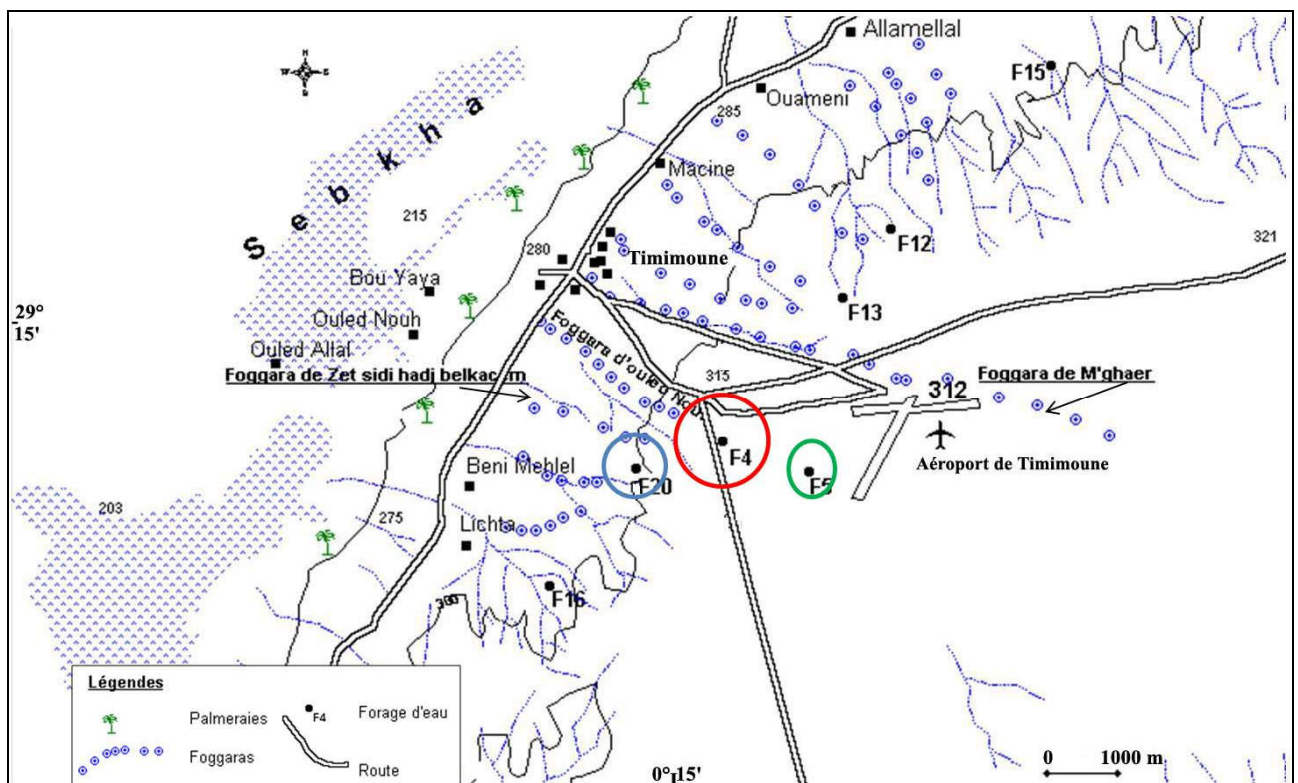 N
S
Allamellal
F15
Ouameni
285
Sebkha
Macine
215
F12
321
280
Timimoune
Bou Yaya
F13
29°
15'
Ouled Nouh
Ouled Allal
Foggara d'ouled Nouh
315
Foggara de Zet sidi hadj belkacem
Foggara de M'ghaer
312
F4
Aéroport de Timimoune
Beni Mehlel
F20
F5
203
275
Lichta
F16
300
Légendes
Palmeraies
F4
Forage d'eau
Foggaras
Route
0° 15'
0 1000 m